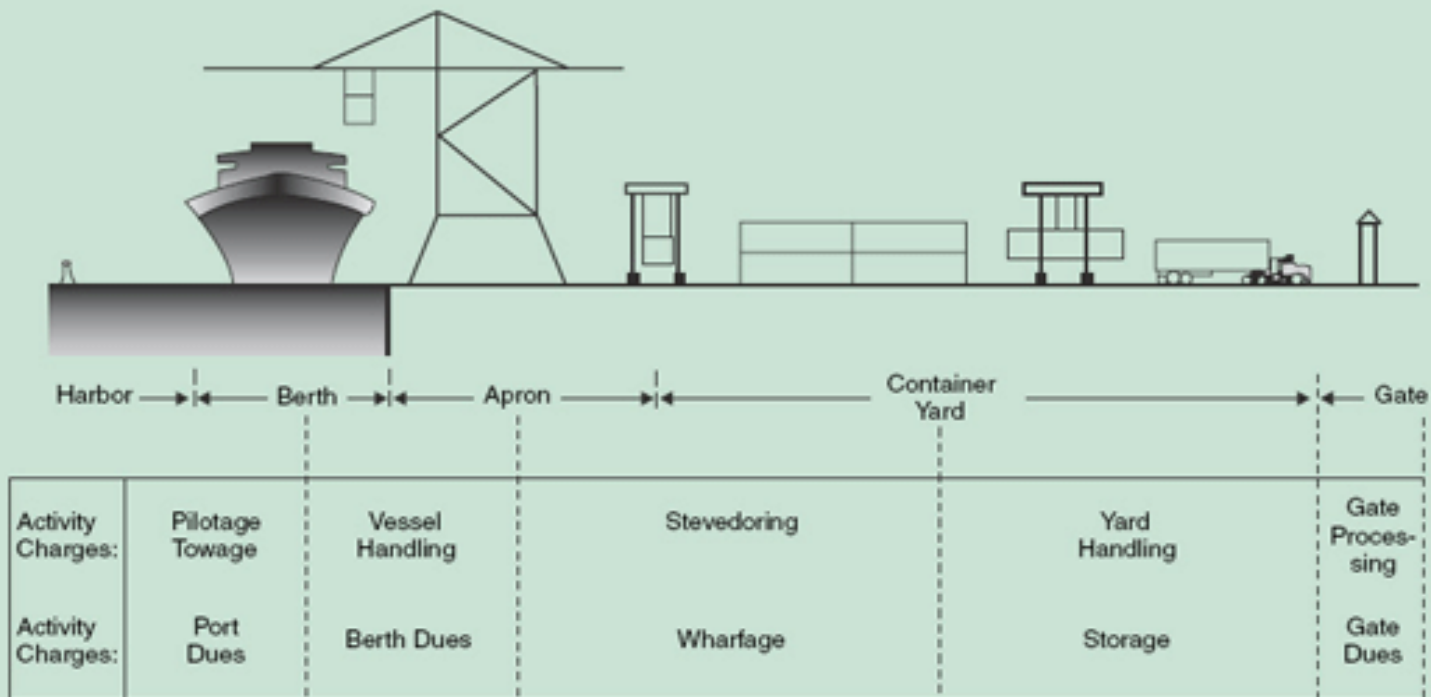 Harbor
Berth
Apron
Container
Yard
Gate
Activity
Charges:
Pilotage
Towage
Vessel
Handling
Stevedoring
Yard
Handling
Gate
Proces-
sing
Activity
Charges:
Port
Dues
Berth Dues
Wharfage
Storage
Gate
Dues